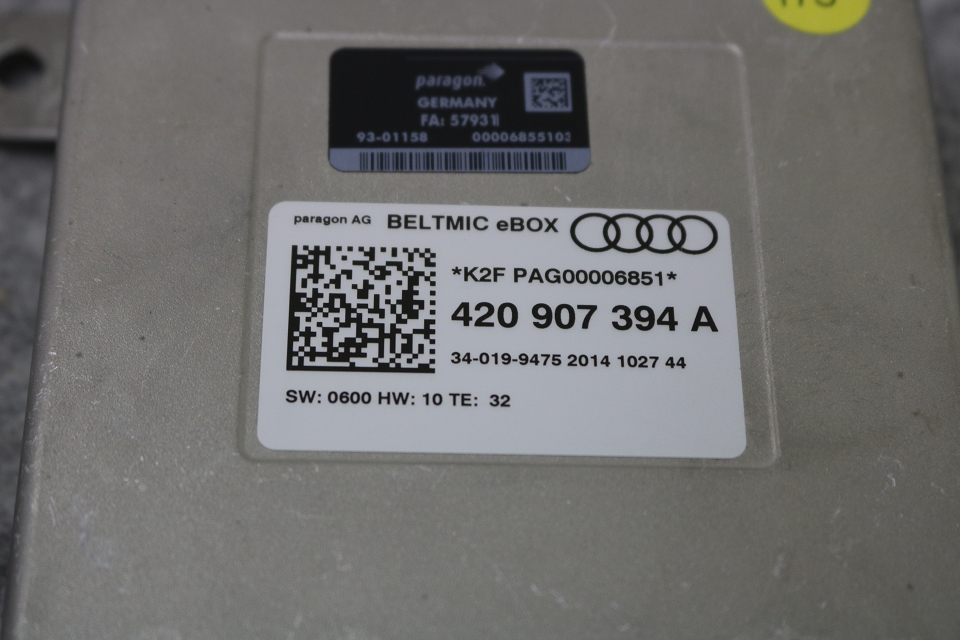 paragon
GERMANY
FA: 57931
93-01158 00006855103
paragon AG BELTMIC eBOX
*K2F PAG00006851*
420 907 394 A
34-019-9475 2014 1027 44
SW: 0600 HW: 10 TE: 32